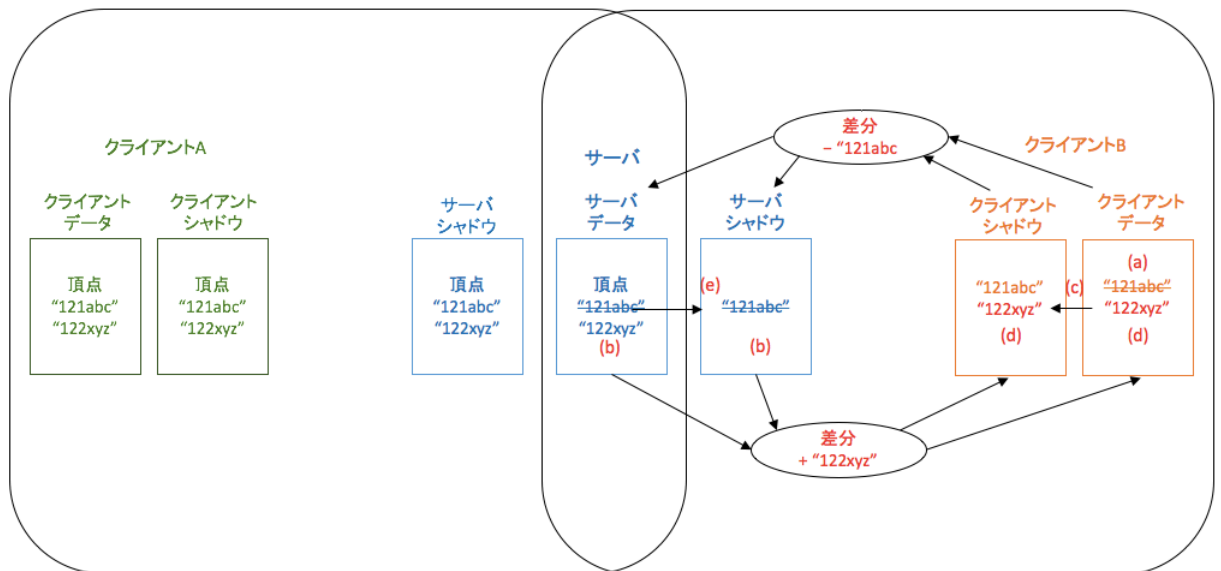 差分
– “121abc
クライアントA
サーバ
クライアントB
クライアント
データ
クライアント
シャドウ
サーバ
シャドウ
サーバ
データ
サーバ
シャドウ
クライアント
シャドウ
クライアント
データ
頂点
“121abc”
“122xyz”
頂点
“121abc”
“122xyz”
頂点
“121abc”
“122xyz”
頂点
“121abc”
“122xyz”
(b)
(e)
“121abc”
(b)
“121abc”
“122xyz”
(d)
(c)
(a)
“121abc”
“122xyz”
(d)
差分
+ “122xyz”